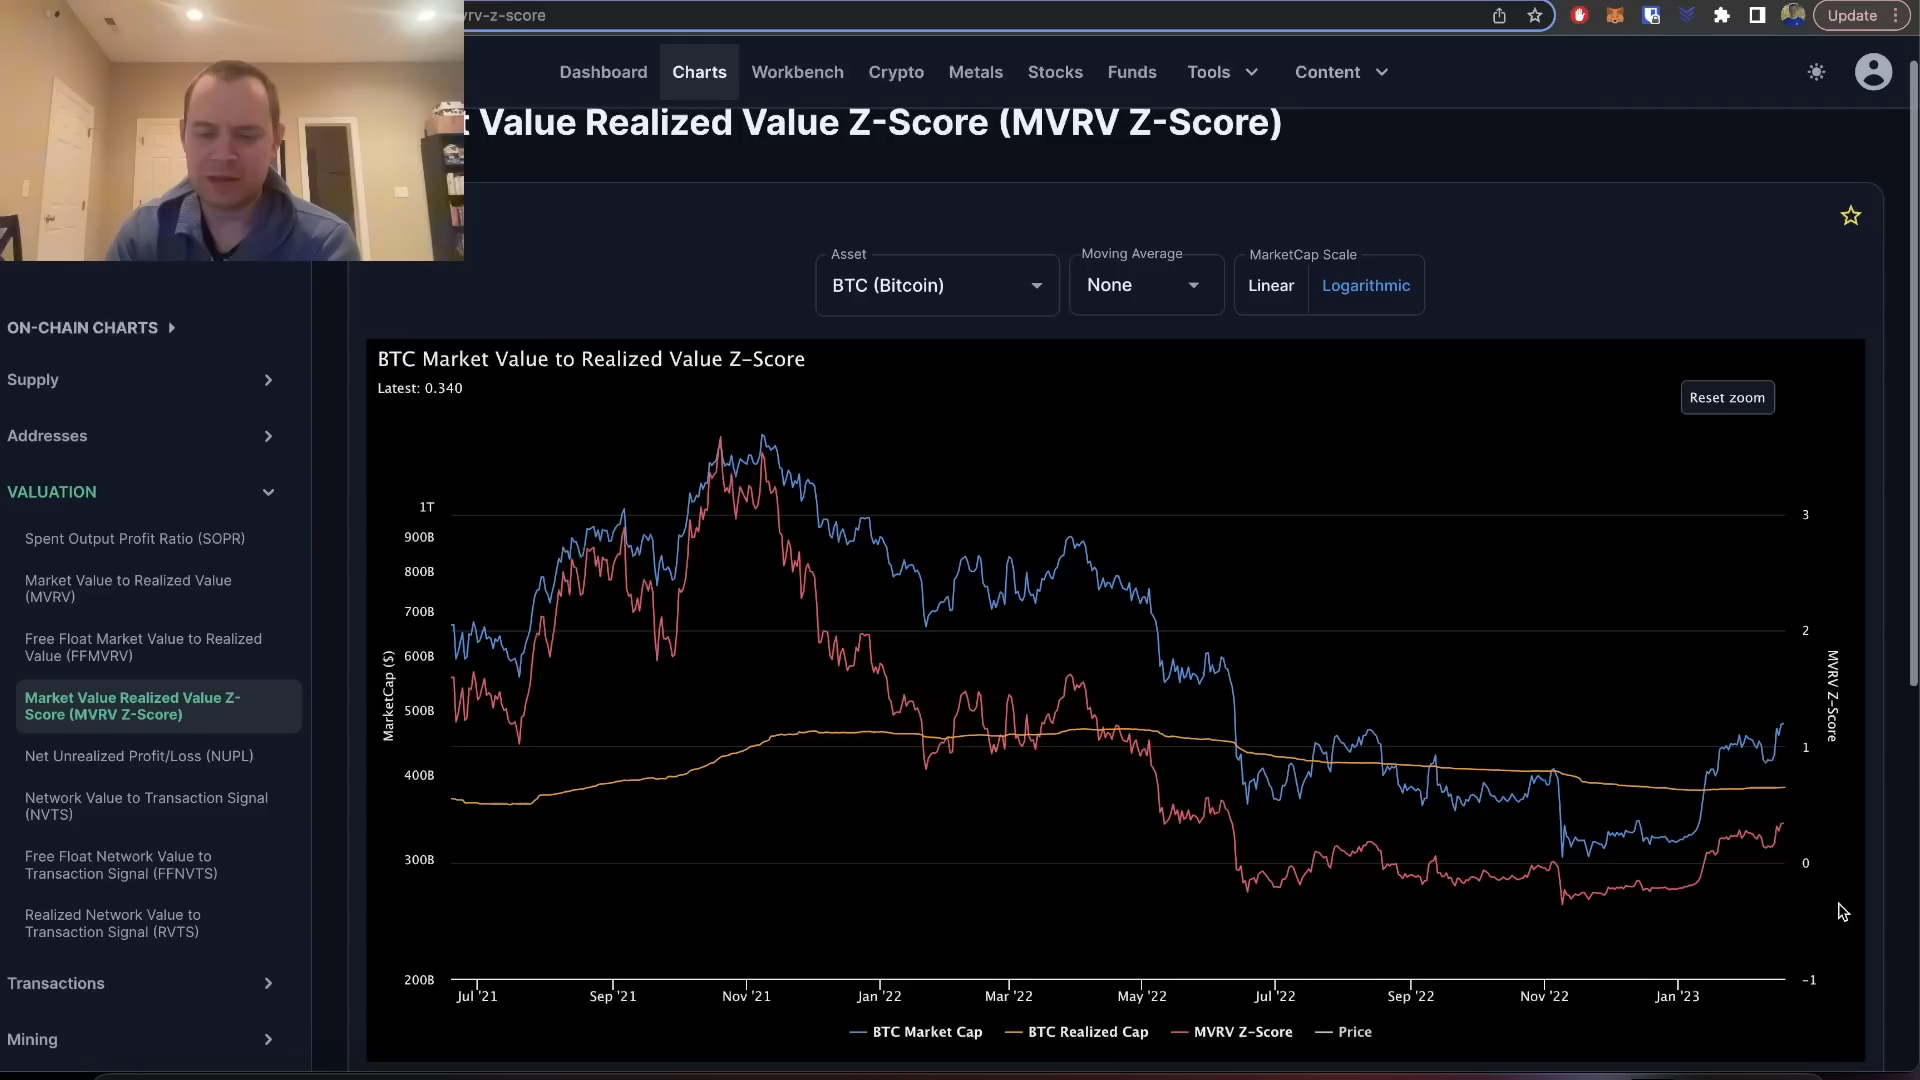 rv-z-score
Update
Dashboard Charts Workbench Crypto Metals Stocks Funds Tools Content
t Value Realized Value Z-Score (MVRV Z-Score)
Asset
BTC (Bitcoin)
Moving Average
None
MarketCap Scale
Linear
Logarithmic
ON-CHAIN CHARTS
Supply
Addresses
VALUATION
Spent Output Profit Ratio (SOPR)
Market Value to Realized Value
(MVRV)
Free Float Market Value to Realized
Value (FFMVRV)
Market Value Realized Value Z-
Score (MVRV Z-Score)
Net Unrealized Profit/Loss (NUPL)
Network Value to Transaction Signal
(NVTS)
Free Float Network Value to
Transaction Signal (FFNVTS)
Realized Network Value to
Transaction Signal (RVTS)
Transactions
Mining
BTC Market Value to Realized Value Z-Score
Latest: 0.340
Reset zoom
1T
900B
800B
700B
600B
500B
400B
300B
200B
MarketCap ($)
3
2
1
0
-1
MVRV Z-Score
Jul '21 Sep '21 Nov '21 Jan '22 Mar '22 May '22 Jul '22 Sep '22 Nov '22 Jan '23
BTC Market Cap BTC Realized Cap MVRV Z-Score Price